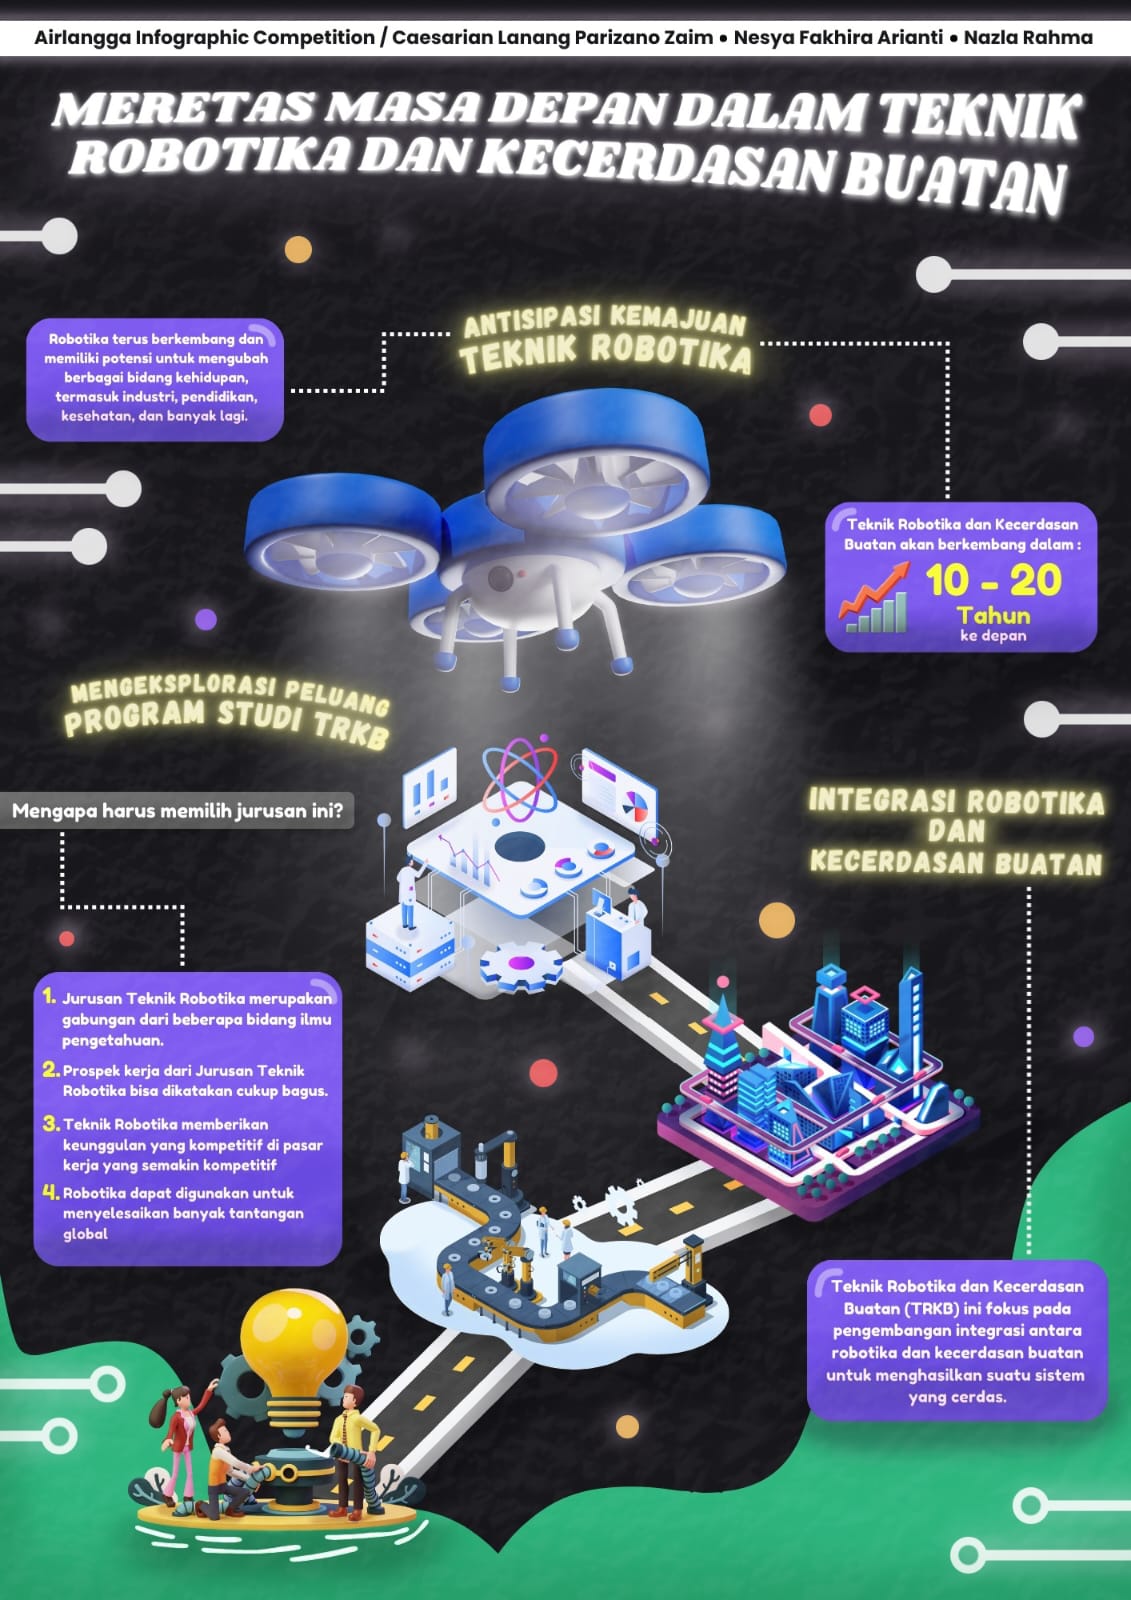 Airlangga Infographic Competition / Caesarian Lanang Parizano Zaim • Nesya Fakhira Arianti • Nazla Rahma
MERETAS MASA DEPAN DALAM TEKNIK
ROBOTIKA DAN KECERDASAN BUATAN
ANTISIPASI KEMAJUAN
TEKNIK ROBOTIKA
Robotika terus berkembang dan
memiliki potensi untuk mengubah
berbagai bidang kehidupan,
termasuk industri, pendidikan,
kesehatan, dan banyak lagi.
Teknik Robotika dan Kecerdasan
Buatan akan berkembang dalam :
10 - 20
Tahun
ke depan
MENGEKSPLORASI PELUANG
PROGRAM STUDI TRKB
Mengapa harus memilih jurusan ini?
1. Jurusan Teknik Robotika merupakan
gabungan dari beberapa bidang ilmu
pengetahuan.
2. Prospek kerja dari Jurusan Teknik
Robotika bisa dikatakan cukup bagus.
3. Teknik Robotika memberikan
keunggulan yang kompetitif di pasar
kerja yang semakin kompetitif
4. Robotika dapat digunakan untuk
menyelesaikan banyak tantangan
global
INTEGRASI ROBOTIKA
DAN
KECERDASAN BUATAN
Teknik Robotika dan Kecerdasan
Buatan (TRKB) ini fokus pada
pengembangan integrasi antara
robotika dan kecerdasan buatan
untuk menghasilkan suatu sistem
yang cerdas.